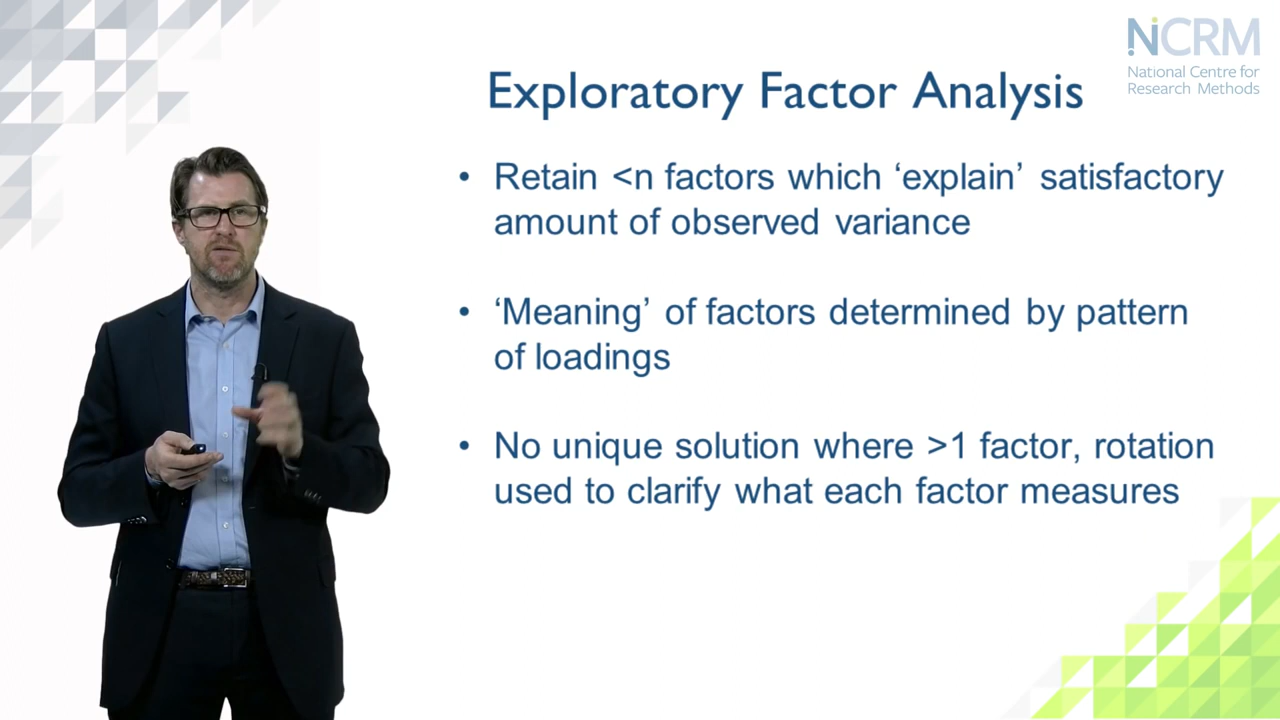 NCRM
National Centre for
Research Methods
Exploratory Factor Analysis
• Retain <n factors which ‘explain’ satisfactory
amount of observed variance
• ‘Meaning’ of factors determined by pattern
of loadings
• No unique solution where >1 factor, rotation
used to clarify what each factor measures